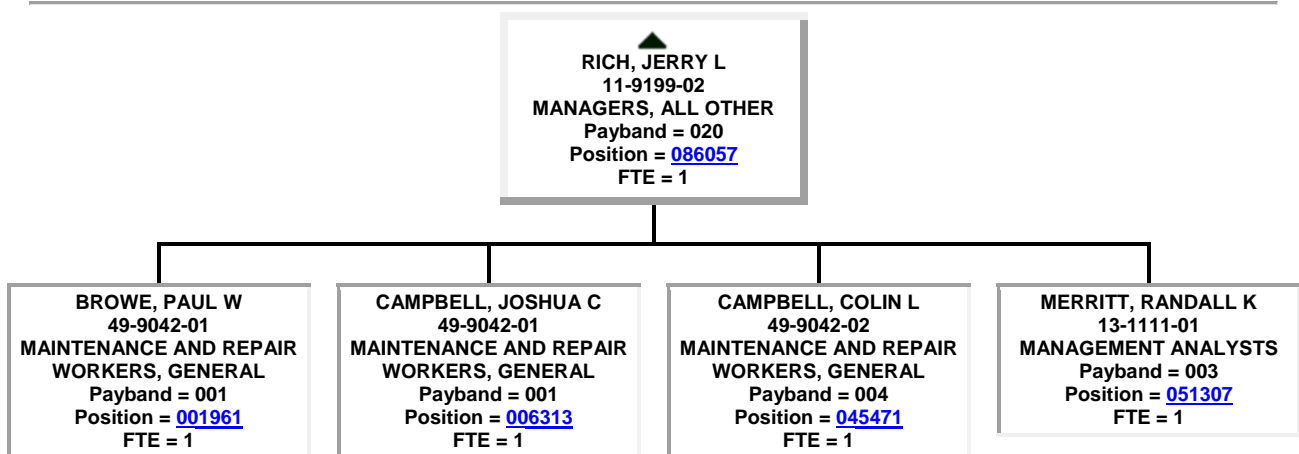 RICH, JERRY L
11-9199-02
MANAGERS, ALL OTHER
Payband = 020
Position = 086057
FTE = 1
BROWE, PAUL W
49-9042-01
MAINTENANCE AND REPAIR
WORKERS, GENERAL
Payband = 001
Position = 001961
FTE = 1
CAMPBELL, JOSHUA C
49-9042-01
MAINTENANCE AND REPAIR
WORKERS, GENERAL
Payband = 001
Position = 006313
FTE = 1
CAMPBELL, COLIN L
49-9042-02
MAINTENANCE AND REPAIR
WORKERS, GENERAL
Payband = 004
Position = 045471
FTE = 1
MERRITT, RANDALL K
13-1111-01
MANAGEMENT ANALYSTS
Payband = 003
Position = 051307
FTE = 1